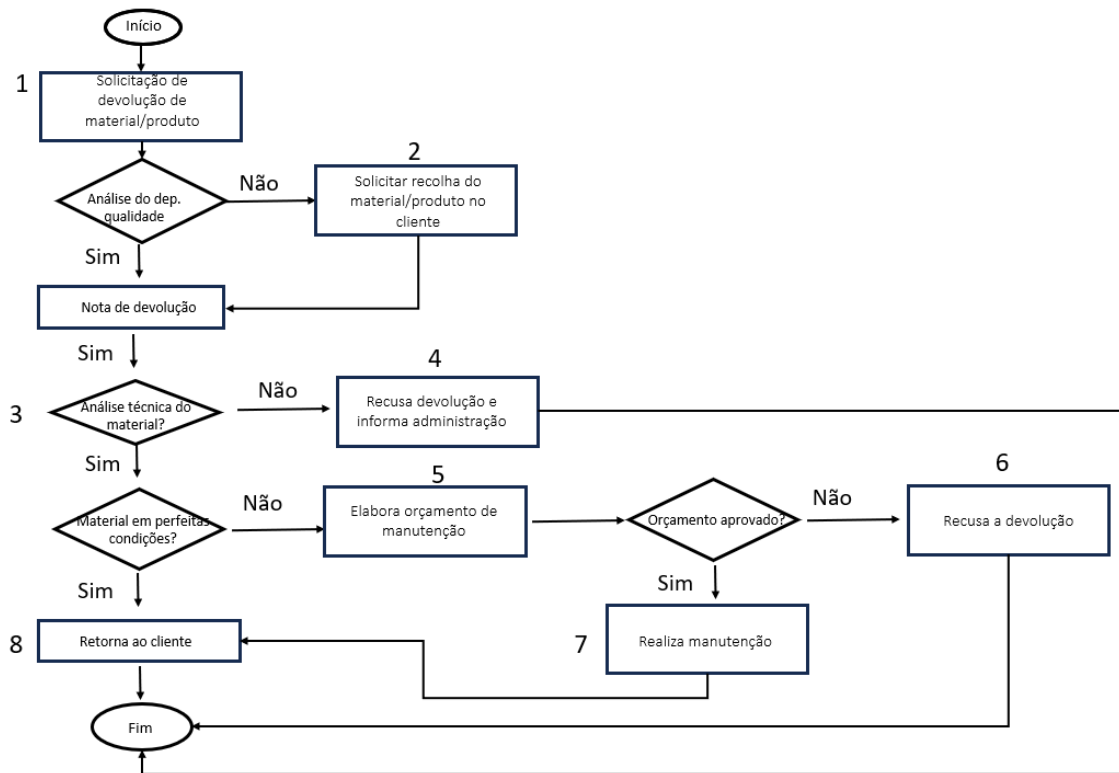 Início
1
Solicitação de
devolução de
material/produto
2
Análise do dep.
qualidade
Não
Solicitar recolha do
material/produto no
cliente
Sim
Nota de devolução
Sim
3
Análise técnica do
material?
Não
4
Recusa devolução e
informa administração
Sim
Material em perfeitas
condições?
Não
5
Elabora orçamento de
manutenção
Orçamento aprovado?
Não
6
Recusa a devolução
Sim
Sim
8
Retorna ao cliente
7
Realiza manutenção
Fim